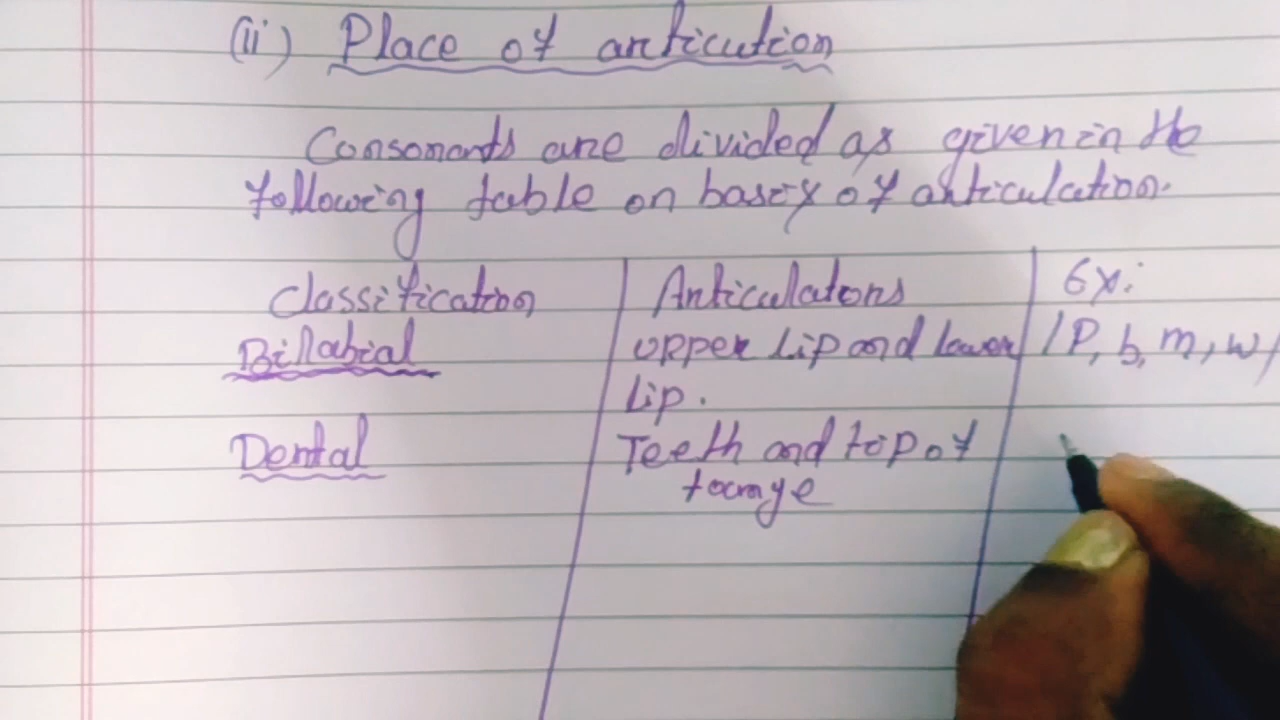 (ii) Place of articution
Consonants are divided as given in the
following table on basis of articulation.
Classification Articulators Ex:
Bilabial Upper Lip and lower /P, b, m, w/
Lip.
Dental Teeth and tip of
tounge